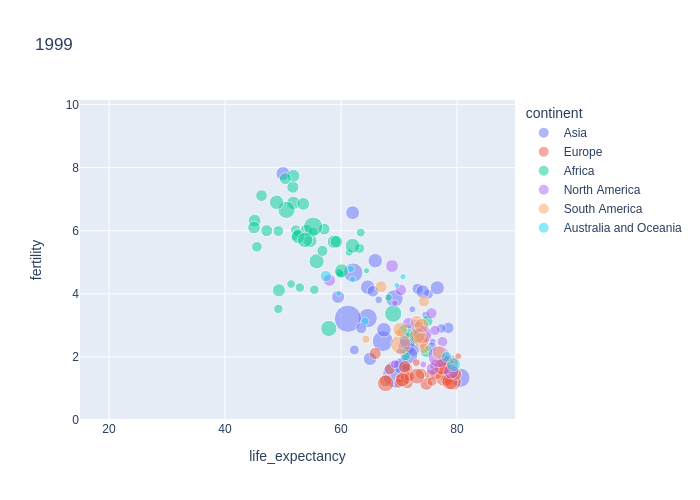 1999
continent
Asia
Europe
Africa
North America
South America
Australia and Oceania
fertility
10
8
6
4
2
0
20
40
60
80
life_expectancy